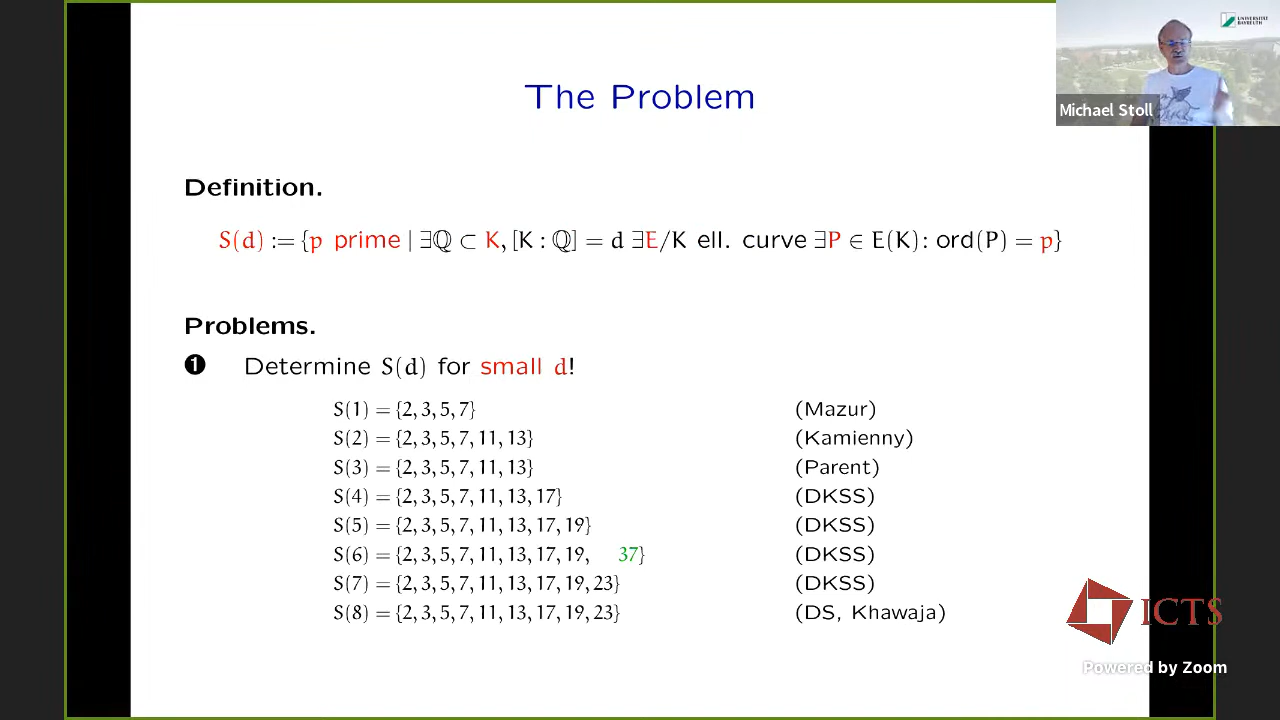 The Problem
UNIVERSITÄT
BAYREUTH
Michael Stoll
Definition.
S(d) := {p prime | ∃ℚ ⊂ K, [K : ℚ] = d ∃E/K ell. curve ∃P ∈ E(K): ord(P) = p}
Problems.
❶ Determine S(d) for small d!
S(1) = {2, 3, 5, 7} (Mazur)
S(2) = {2, 3, 5, 7, 11, 13} (Kamienny)
S(3) = {2, 3, 5, 7, 11, 13} (Parent)
S(4) = {2, 3, 5, 7, 11, 13, 17} (DKSS)
S(5) = {2, 3, 5, 7, 11, 13, 17, 19} (DKSS)
S(6) = {2, 3, 5, 7, 11, 13, 17, 19, 37} (DKSS)
S(7) = {2, 3, 5, 7, 11, 13, 17, 19, 23} (DKSS)
S(8) = {2, 3, 5, 7, 11, 13, 17, 19, 23} (DS, Khawaja)
ICTS
Powered by Zoom